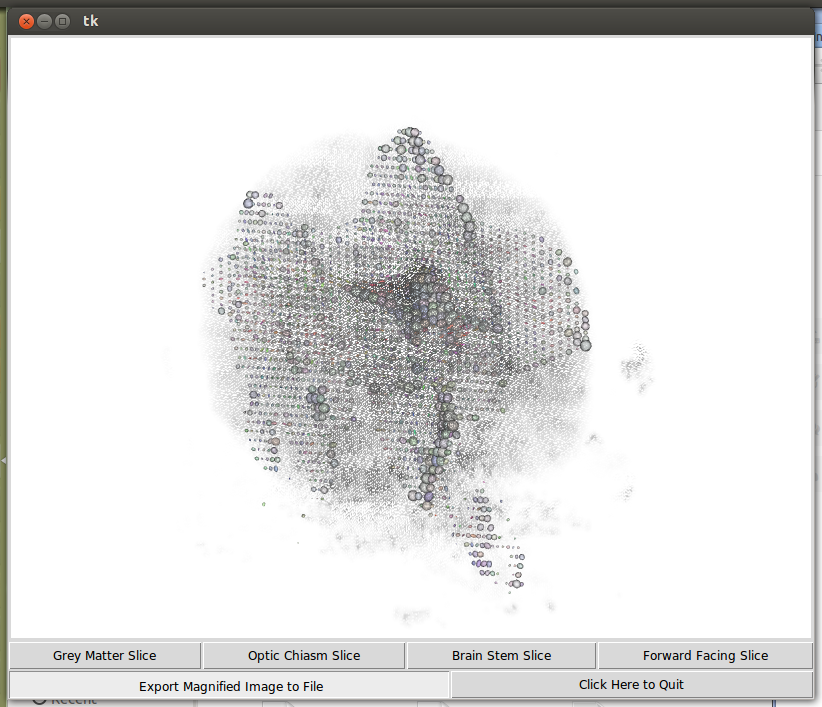 tk
Grey Matter Slice
Optic Chiasm Slice
Brain Stem Slice
Forward Facing Slice
Export Magnified Image to File
Click Here to Quit